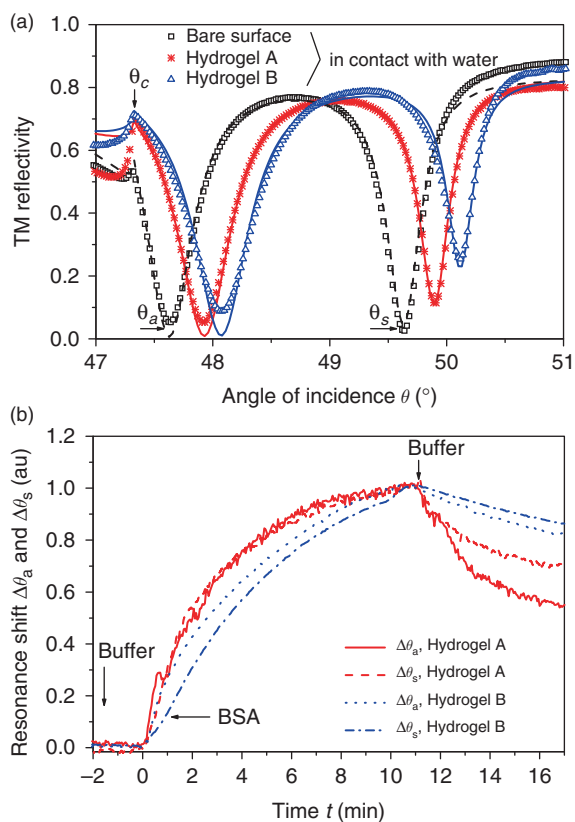 (a)
Bare surface
Hydrogel A
Hydrogel B
in contact with water
θc
θa
θs
TM reflectivity
1.0
0.8
0.6
0.4
0.2
0.0
47 48 49 50 51
Angle of incidence θ (°)
(b)
Resonance shift Δθa and Δθs (au)
1.2
1.0
0.8
0.6
0.4
0.2
0.0
Buffer
Buffer
BSA
Δθa, Hydrogel A
Δθs, Hydrogel A
Δθa, Hydrogel B
Δθs, Hydrogel B
-2 0 2 4 6 8 10 12 14 16
Time t (min)